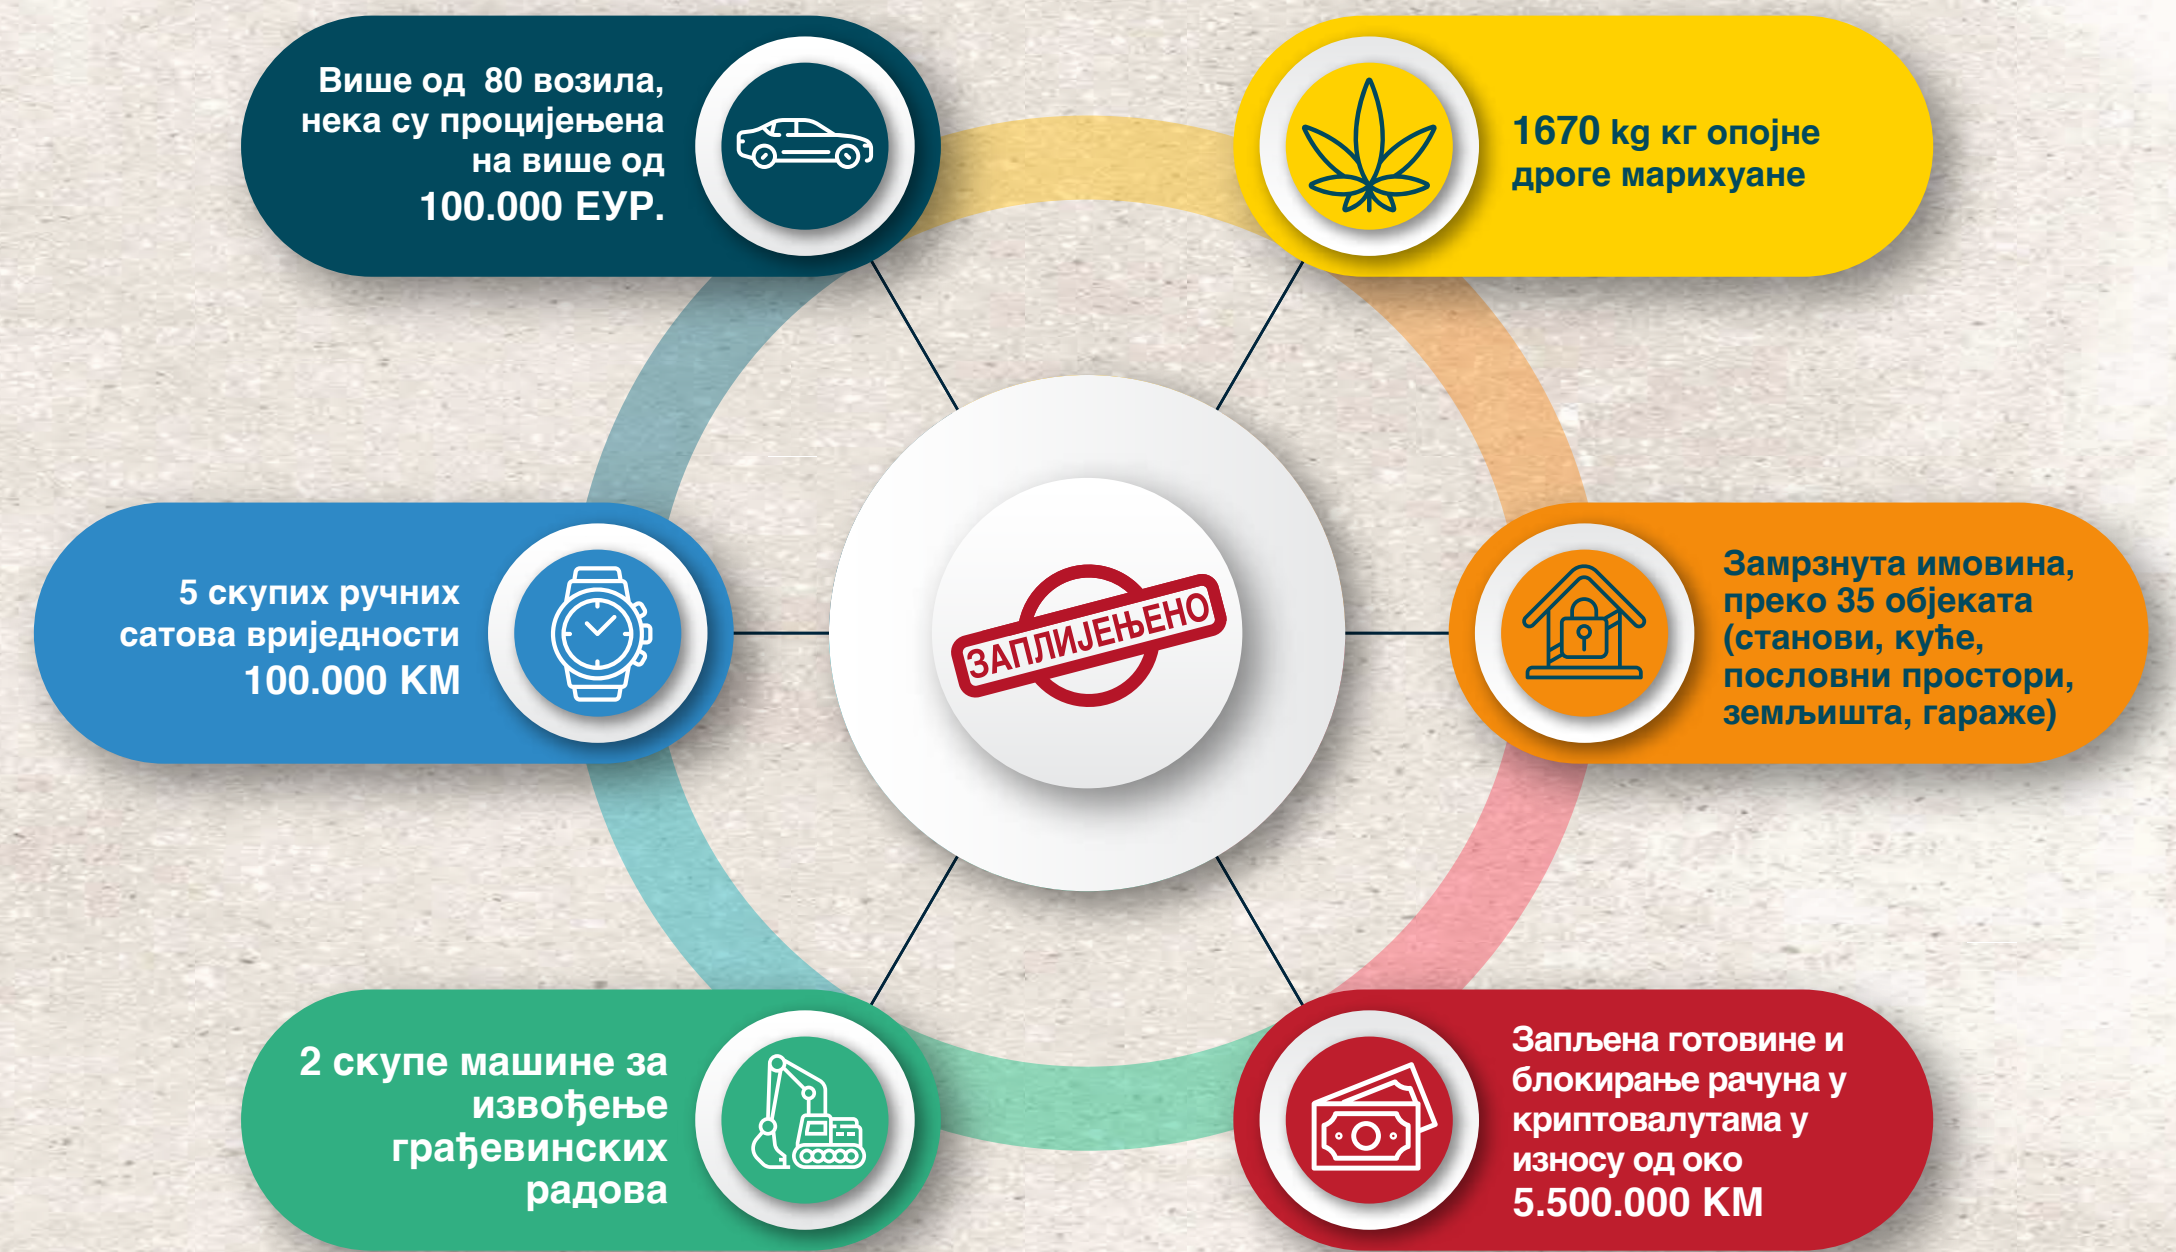 Више од 80 возила,
нека су процијењена
на више од
100.000 ЕУР.
1670 kg кг опојне
дроге марихуане
5 скупих ручних
сатова вриједности
100.000 КМ
ЗАПЛИЈЕЊЕНО
Замрзнута имовина,
преко 35 објеката
(станови, куће,
пословни простори,
земљишта, гараже)
2 скупе машине за
извођење
грађевинских
радова
Запљена готовине и
блокирање рачуна у
криптовалутама у
износу од око
5.500.000 КМ